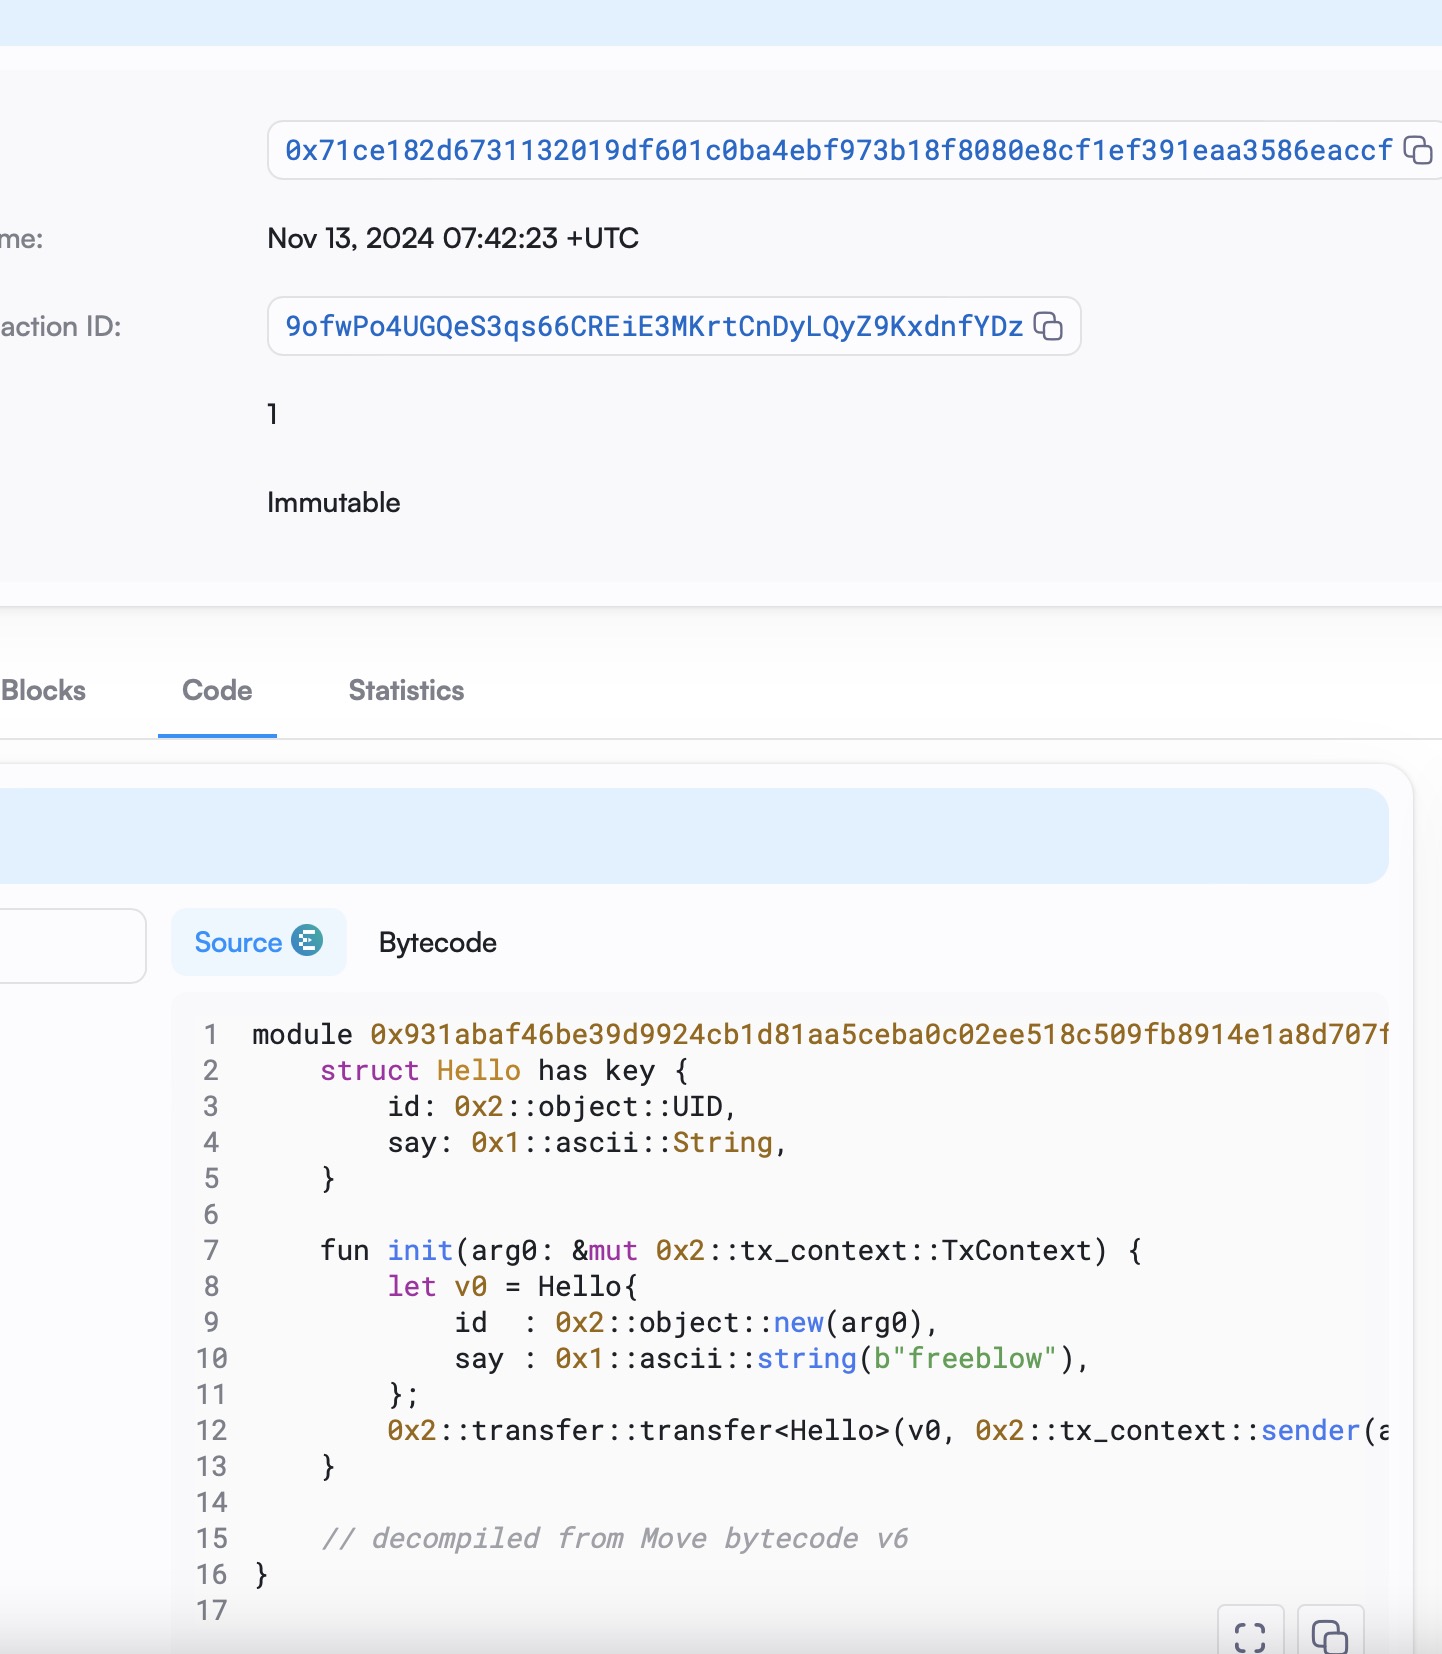 0x71ce182d6731132019df601c0ba4ebf973b18f8080e8cf1ef391eaa3586eaccf
me: Nov 13, 2024 07:42:23 +UTC
action ID: 9ofwPo4UGQeS3qs66CREiE3MKrtCnDyLQyZ9KxdnfYDz
1
Immutable
Blocks Code Statistics
Source Bytecode
1 module 0x931abaf46be39d9924cb1d81aa5ceba0c02ee518c509fb8914e1a8d707f
2     struct Hello has key {
3         id: 0x2::object::UID,
4         say: 0x1::ascii::String,
5     }
6
7     fun init(arg0: &mut 0x2::tx_context::TxContext) {
8         let v0 = Hello{
9             id  : 0x2::object::new(arg0),
10             say : 0x1::ascii::string(b"freeblow"),
11         };
12         0x2::transfer::transfer<Hello>(v0, 0x2::tx_context::sender(a
13     }
14
15     // decompiled from Move bytecode v6
16 }
17